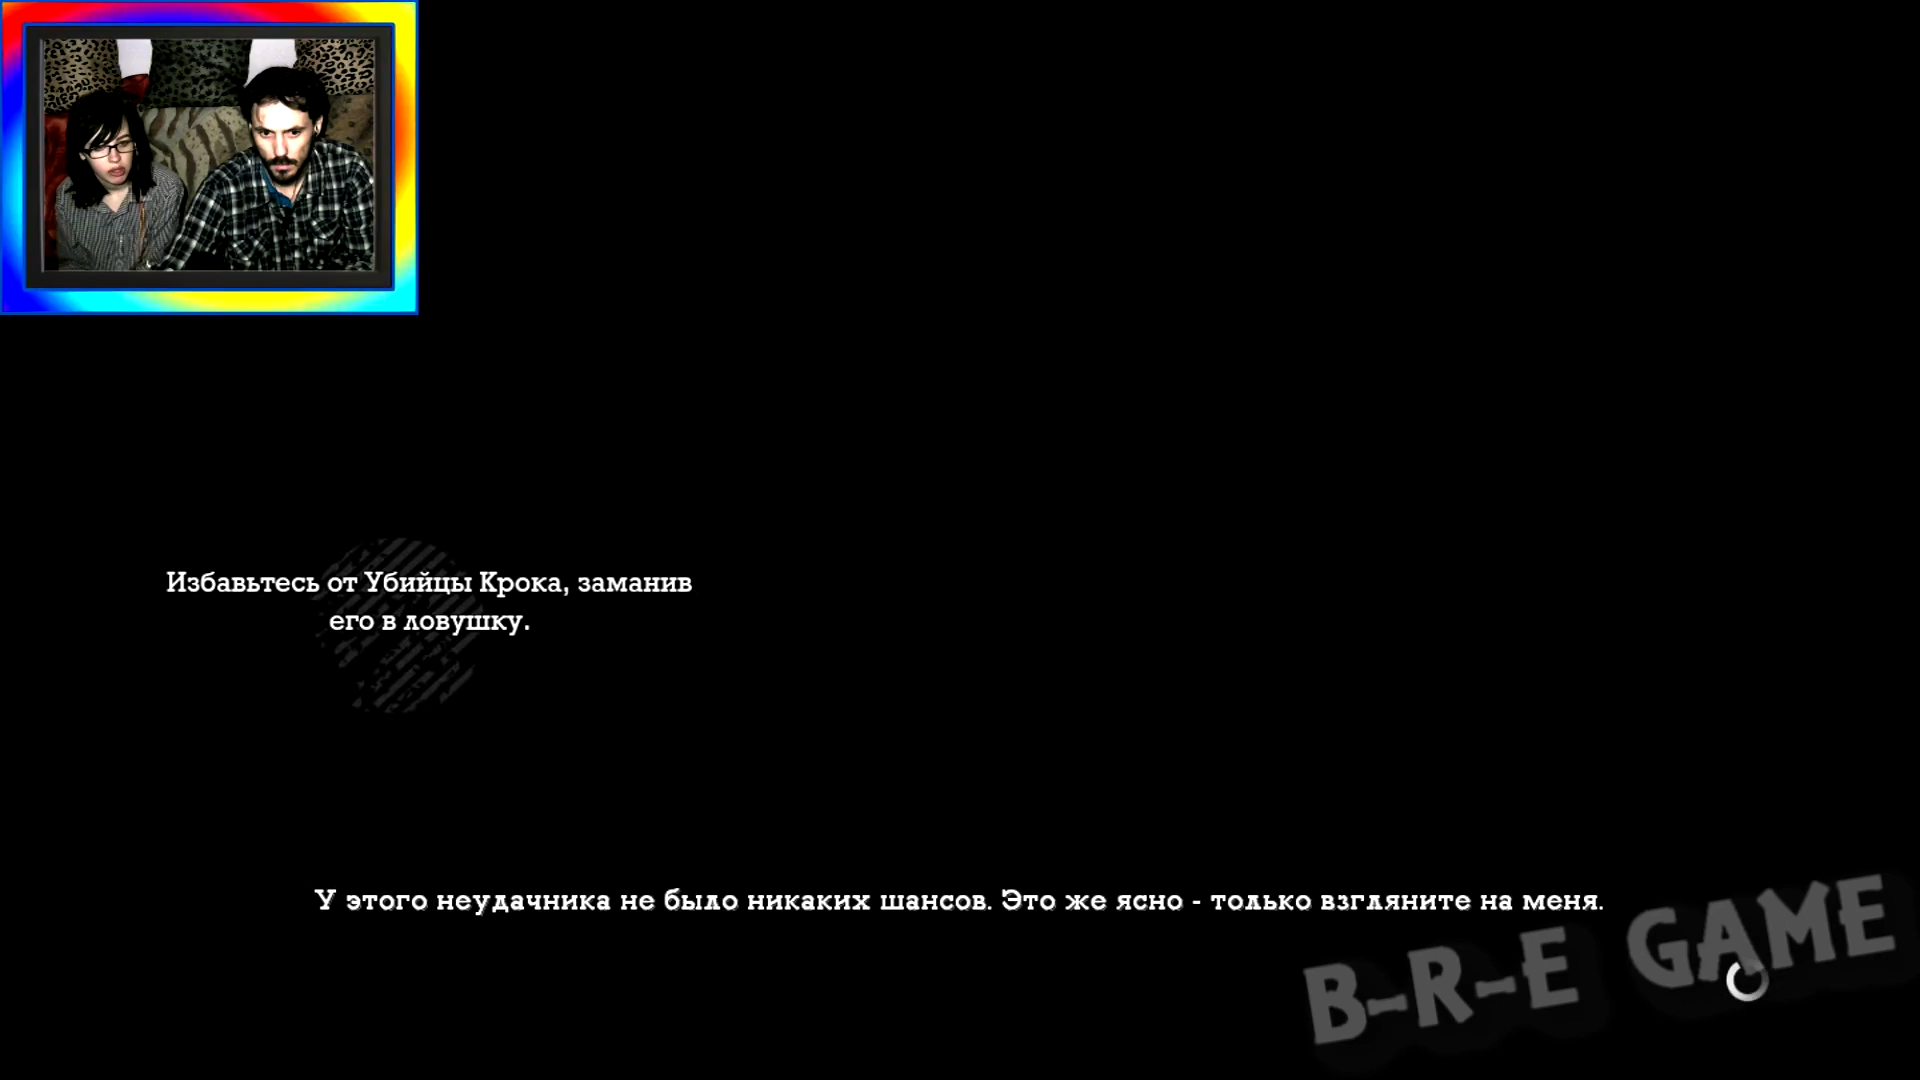 Избавьтесь от Убийцы Крока, заманив
его в ловушку.
У этого неудачника не было никаких шансов. Это же ясно - только взгляните на меня.
B-R-E GAME